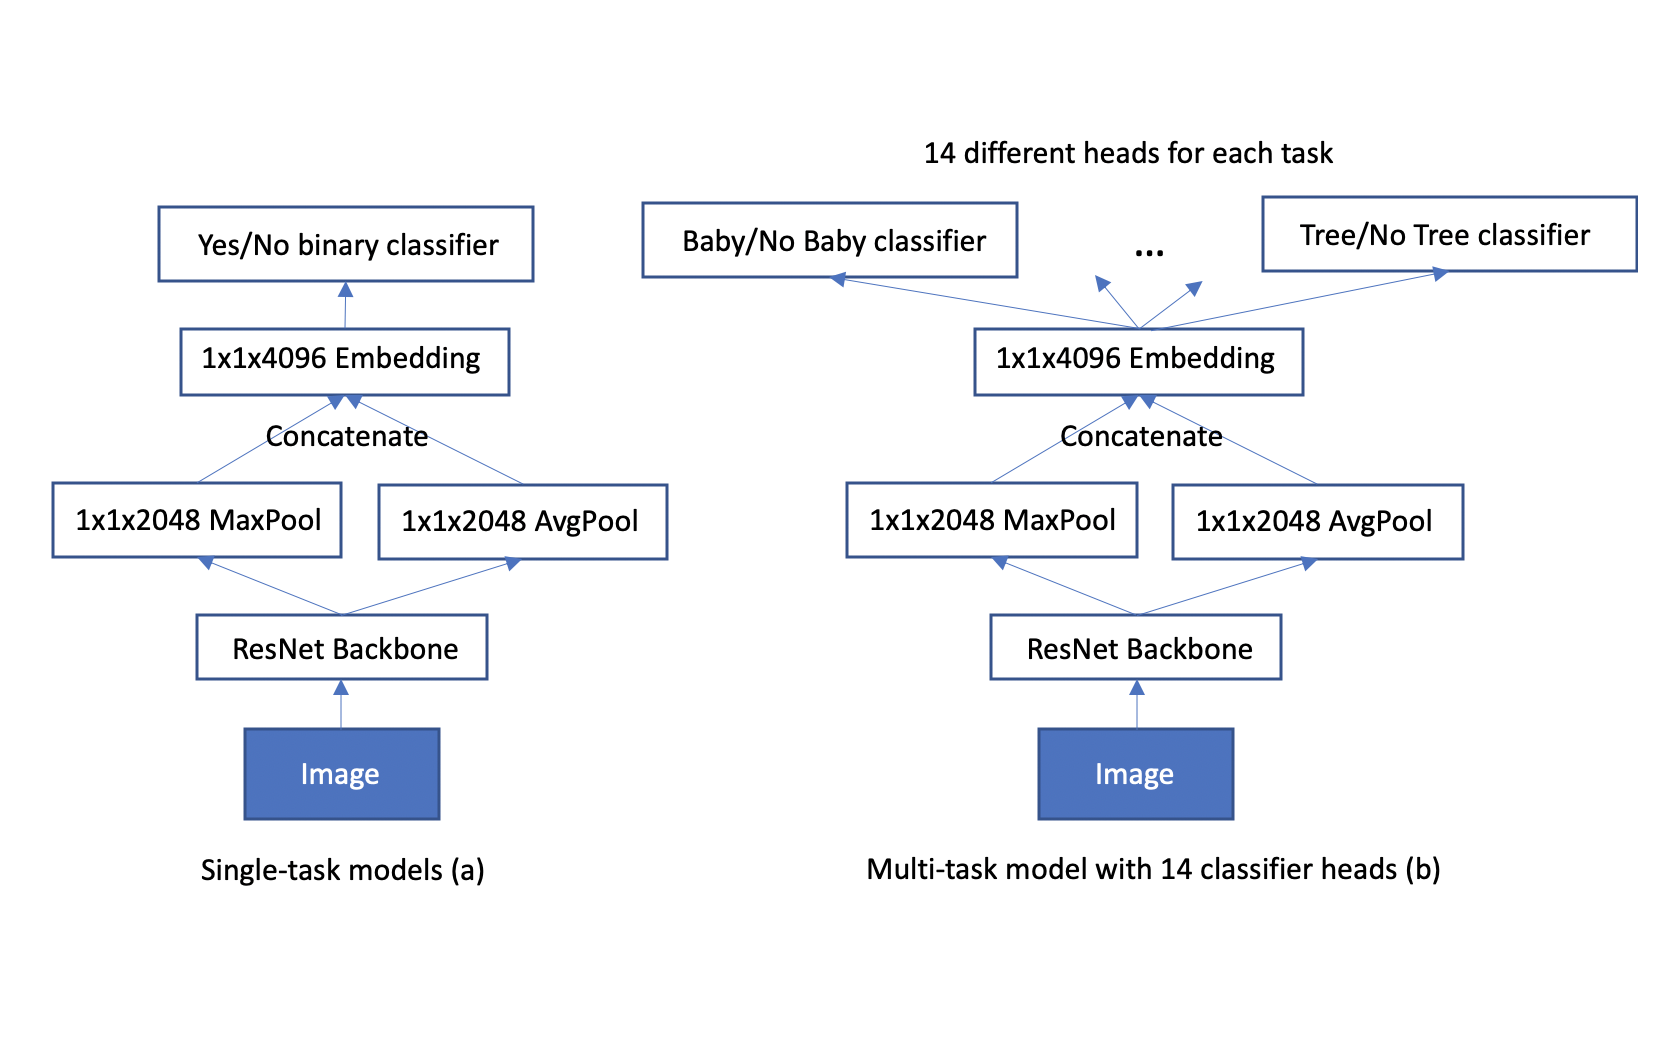 Yes/No binary classifier
1x1x4096 Embedding
Concatenate
1x1x2048 MaxPool
1x1x2048 AvgPool
ResNet Backbone
Image
Single-task models (a)
14 different heads for each task
Baby/No Baby classifier
...
Tree/No Tree classifier
1x1x4096 Embedding
Concatenate
1x1x2048 MaxPool
1x1x2048 AvgPool
ResNet Backbone
Image
Multi-task model with 14 classifier heads (b)